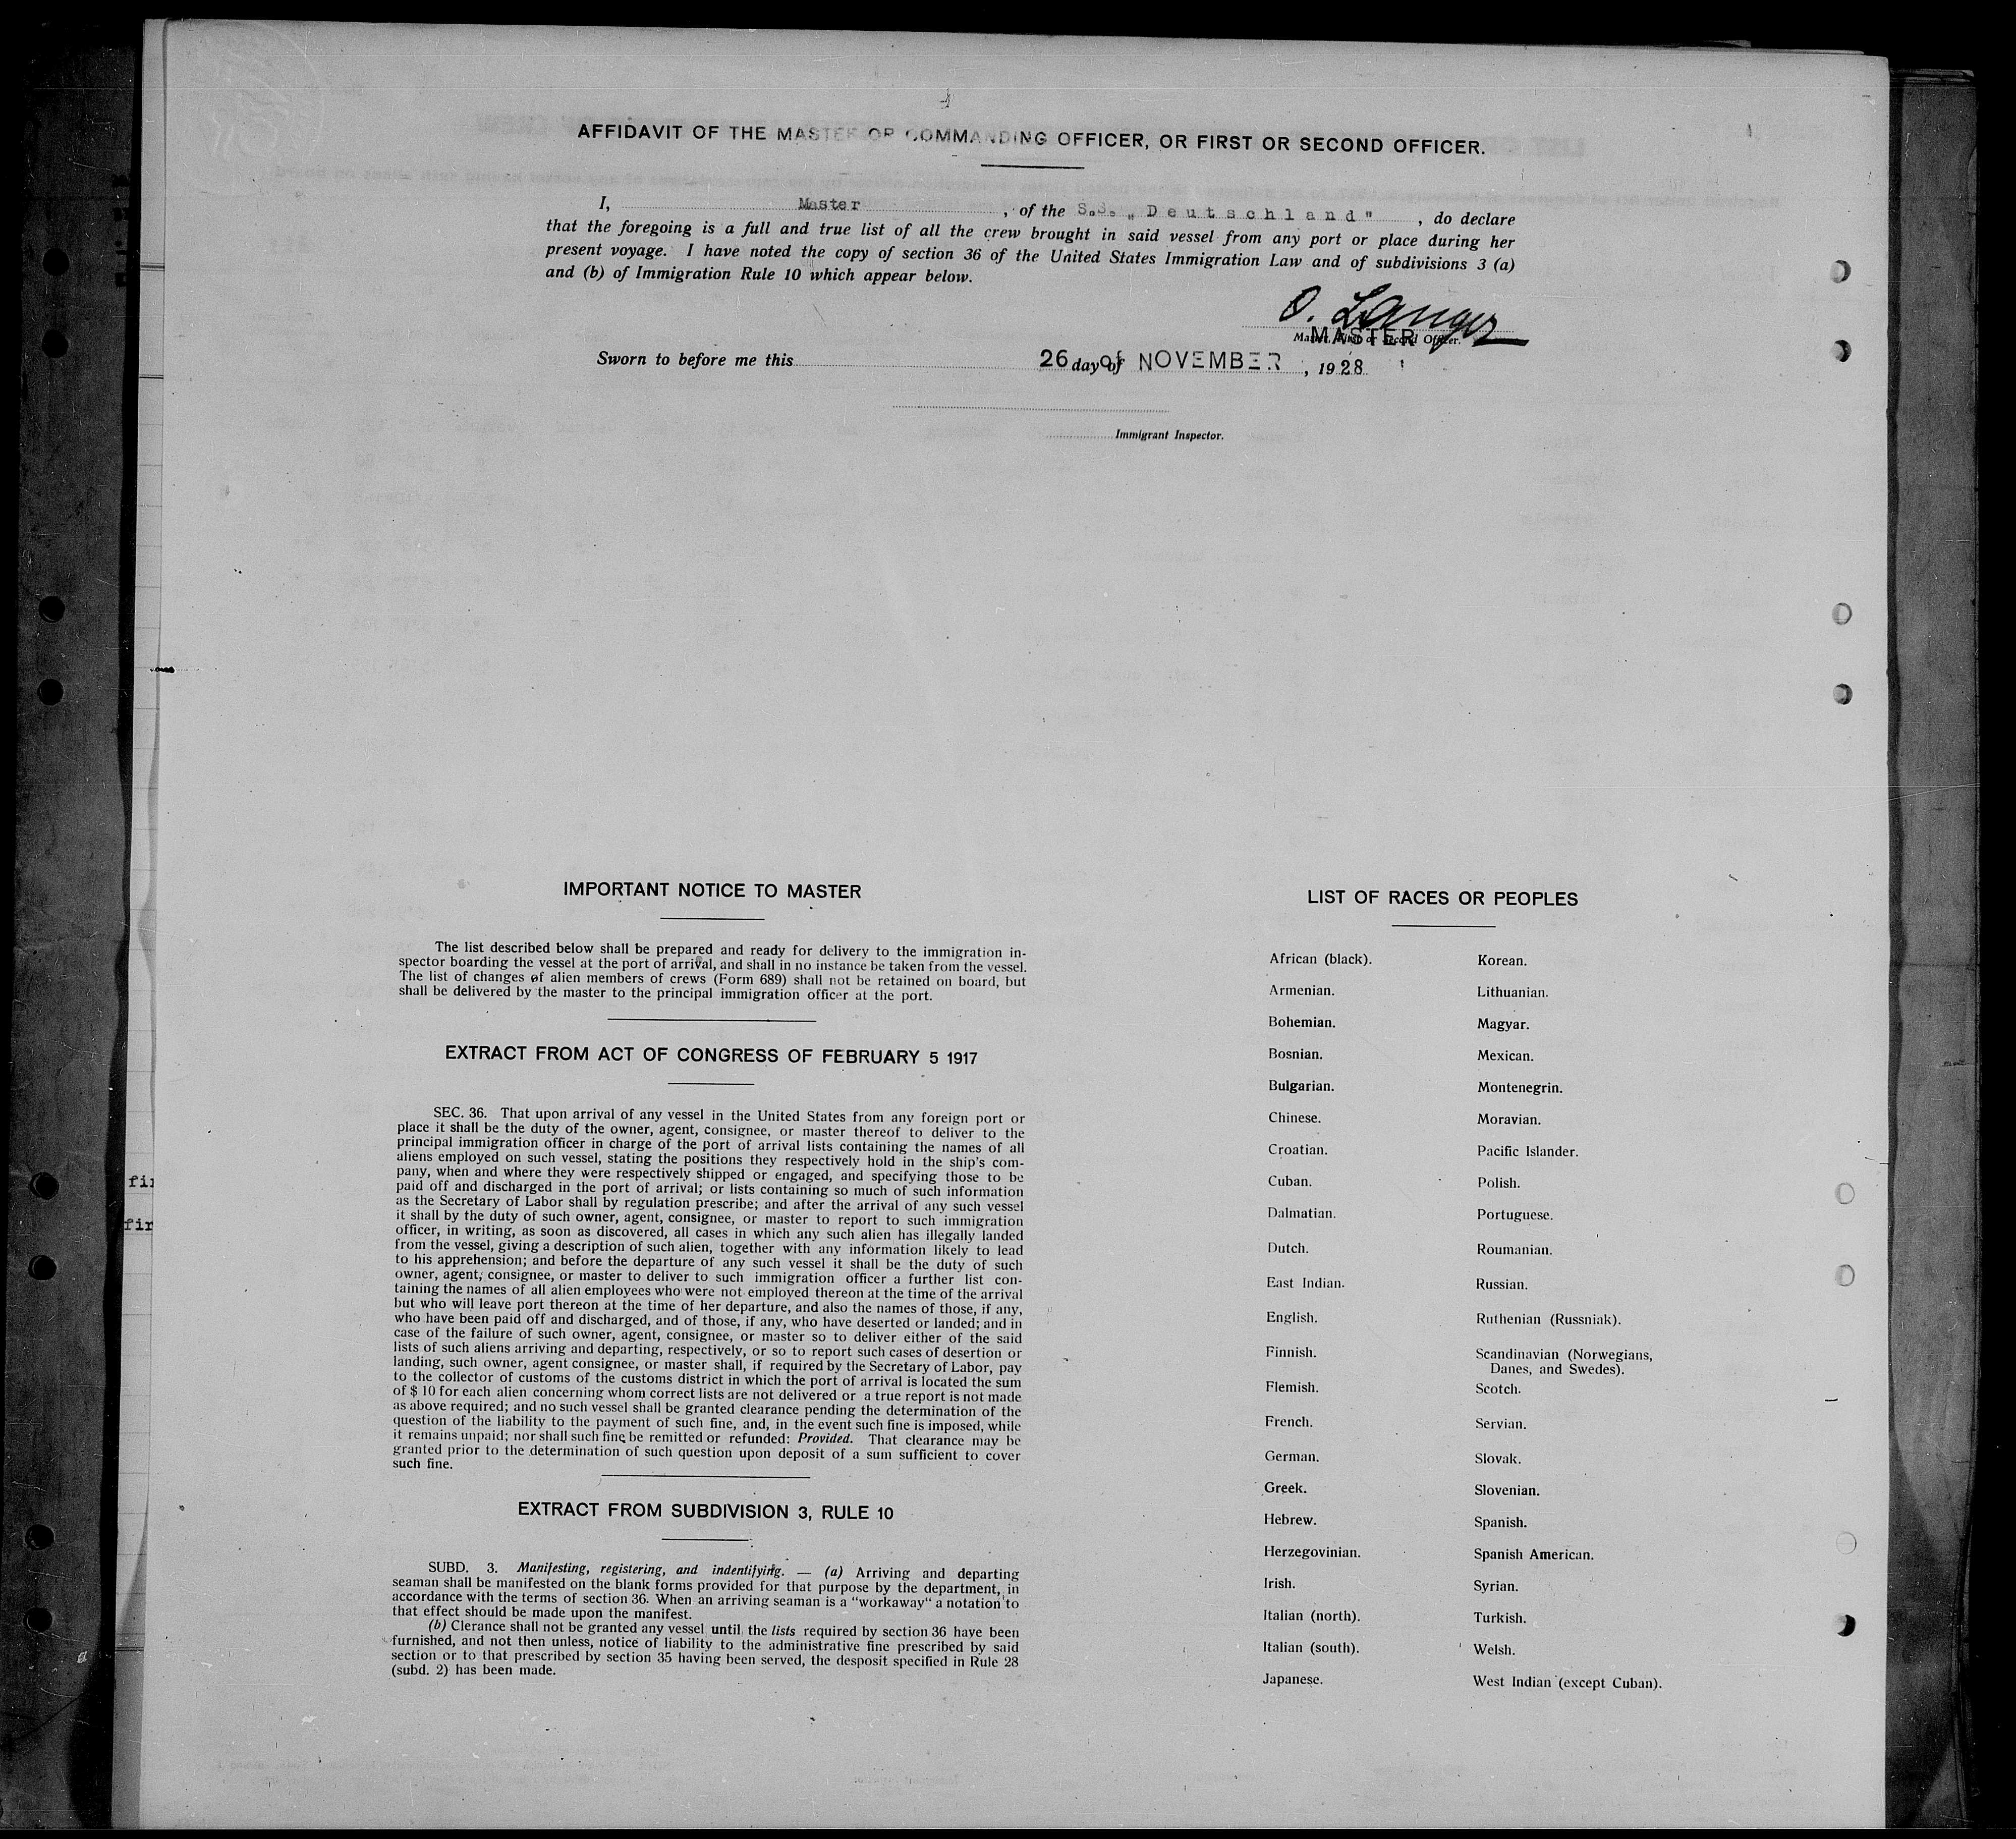 AFFIDAVIT OF THE MASTER OR COMMANDING OFFICER, OR FIRST OR SECOND OFFICER.
I, Master, of the S.S. „Deutschland", do declare
that the foregoing is a full and true list of all the crew brought in said vessel from any port or place during her
present voyage. I have noted the copy of section 36 of the United States Immigration Law and of subdivisions 3 (a)
and (b) of Immigration Rule 10 which appear below.
O. Langer
MASTER
Master, First or Second Officer.
Sworn to before me this 26 day of Of NOVEMBER, 1928
Immigrant Inspector.
IMPORTANT NOTICE TO MASTER
The list described below shall be prepared and ready for delivery to the immigration in-
spector boarding the vessel at the port of arrival, and shall in no instance be taken from the vessel.
The list of changes of alien members of crews (Form 689) shall not be retained on board, but
shall be delivered by the master to the principal immigration officer at the port.
EXTRACT FROM ACT OF CONGRESS OF FEBRUARY 5 1917
SEC. 36. That upon arrival of any vessel in the United States from any foreign port or
place it shall be the duty of the owner, agent, consignee, or master thereof to deliver to the
principal immigration officer in charge of the port of arrival lists containing the names of all
aliens employed on such vessel, stating the positions they respectively hold in the ship's com-
pany, when and where they were respectively shipped or engaged, and specifying those to be
paid off and discharged in the port of arrival; or lists containing so much of such information
as the Secretary of Labor shall by regulation prescribe; and after the arrival of any such vessel
it shall by the duty of such owner, agent, consignee, or master to report to such immigration
officer, in writing, as soon as discovered, all cases in which any such alien has illegally landed
from the vessel, giving a description of such alien, together with any information likely to lead
to his apprehension; and before the departure of any such vessel it shall be the duty of such
owner, agent, consignee, or master to deliver to such immigration officer a further list con-
taining the names of all alien employees who were not employed thereon at the time of the arrival
but who will leave port thereon at the time of her departure, and also the names of those, if any,
who have been paid off and discharged, and of those, if any, who have deserted or landed; and in
case of the failure of such owner, agent, consignee, or master so to deliver either of the said
lists of such aliens arriving and departing, respectively, or so to report such cases of desertion or
landing, such owner, agent consignee, or master shall, if required by the Secretary of Labor, pay
to the collector of customs of the customs district in which the port of arrival is located the sum
of $ 10 for each alien concerning whom correct lists are not delivered or a true report is not made
as above required; and no such vessel shall be granted clearance pending the determination of the
question of the liability to the payment of such fine, and, in the event such fine is imposed, while
it remains unpaid; nor shall such fine be remitted or refunded: Provided. That clearance may be
granted prior to the determination of such question upon deposit of a sum sufficient to cover
such fine.
EXTRACT FROM SUBDIVISION 3, RULE 10
SUBD. 3. Manifesting, registering, and indentifying. — (a) Arriving and departing
seaman shall be manifested on the blank forms provided for that purpose by the department, in
accordance with the terms of section 36. When an arriving seaman is a "workaway" a notation to
that effect should be made upon the manifest.
(b) Clerance shall not be granted any vessel until the lists required by section 36 have been
furnished, and not then unless, notice of liability to the administrative fine prescribed by said
section or to that prescribed by section 35 having been served, the desposit specified in Rule 28
(subd. 2) has been made.
LIST OF RACES OR PEOPLES
African (black). Korean.
Armenian. Lithuanian.
Bohemian. Magyar.
Bosnian. Mexican.
Bulgarian. Montenegrin.
Chinese. Moravian.
Croatian. Pacific Islander.
Cuban. Polish.
Dalmatian. Portuguese.
Dutch. Roumanian.
East Indian. Russian.
English. Ruthenian (Russniak).
Finnish. Scandinavian (Norwegians,
Danes, and Swedes).
Flemish. Scotch.
French. Servian.
German. Slovak.
Greek. Slovenian.
Hebrew. Spanish.
Herzegovinian. Spanish American.
Irish. Syrian.
Italian (north). Turkish.
Italian (south). Welsh.
Japanese. West Indian (except Cuban).